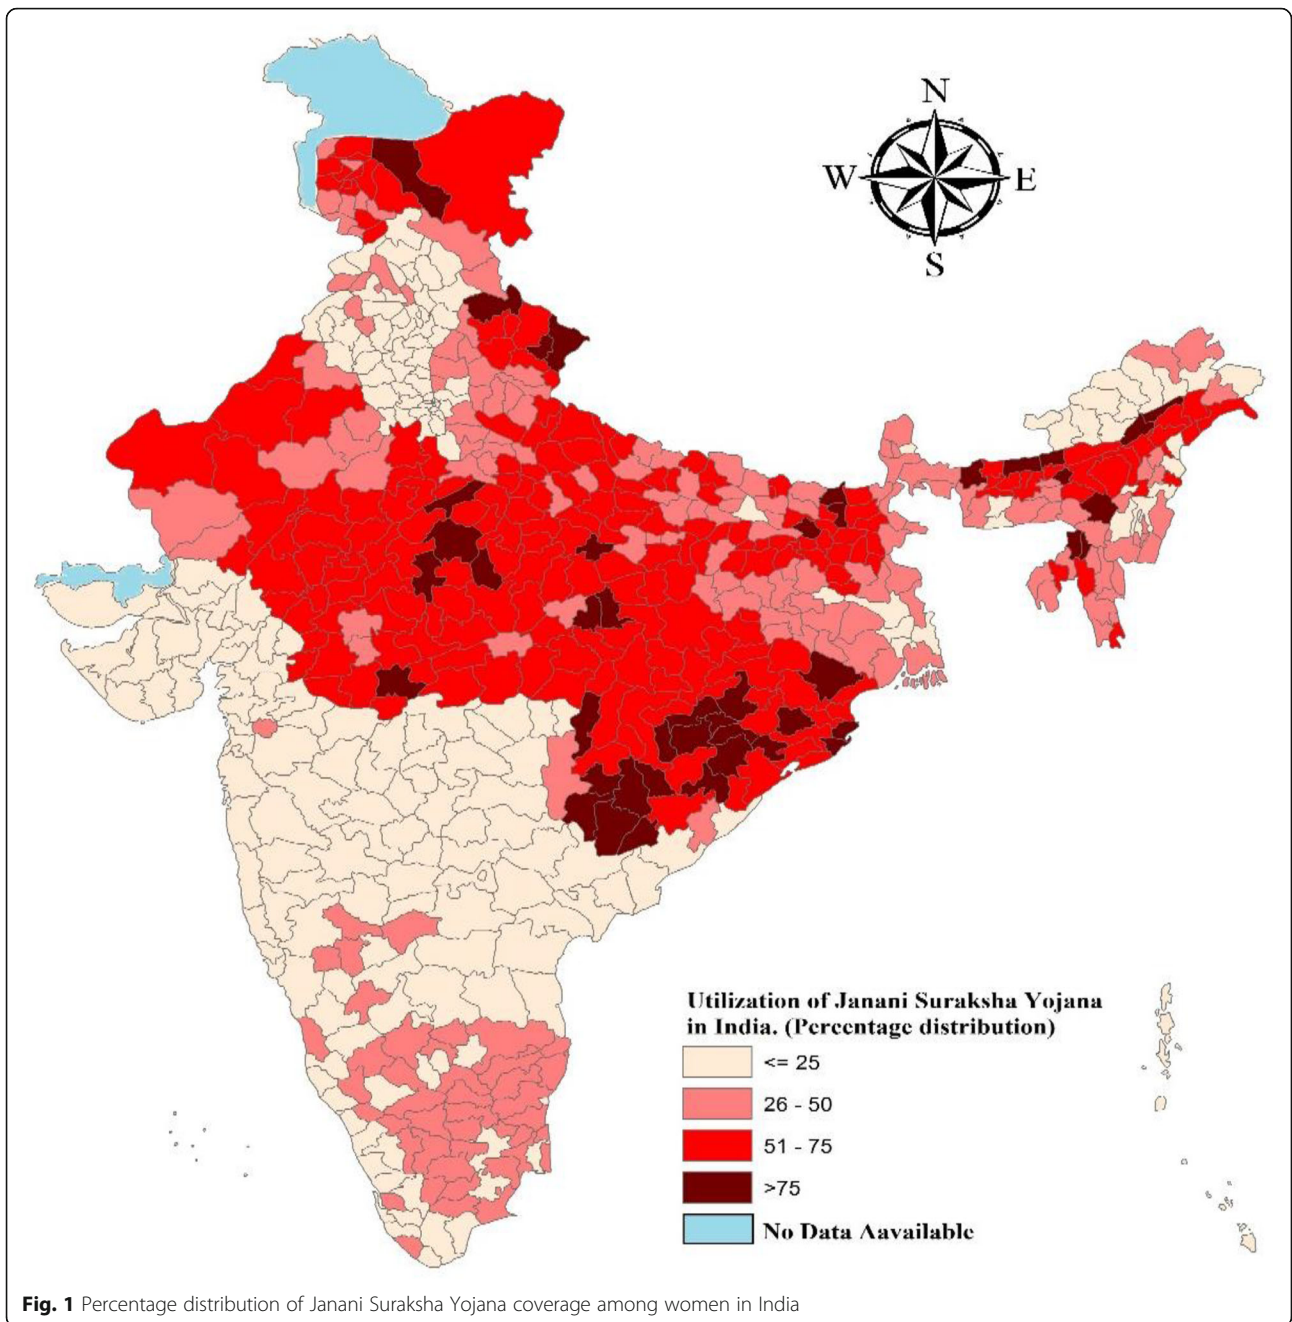 N
W
E
S
Utilization of Janani Suraksha Yojana
in India. (Percentage distribution)
<= 25
26 - 50
51 - 75
>75
No Data Aavailable
Fig. 1 Percentage distribution of Janani Suraksha Yojana coverage among women in India